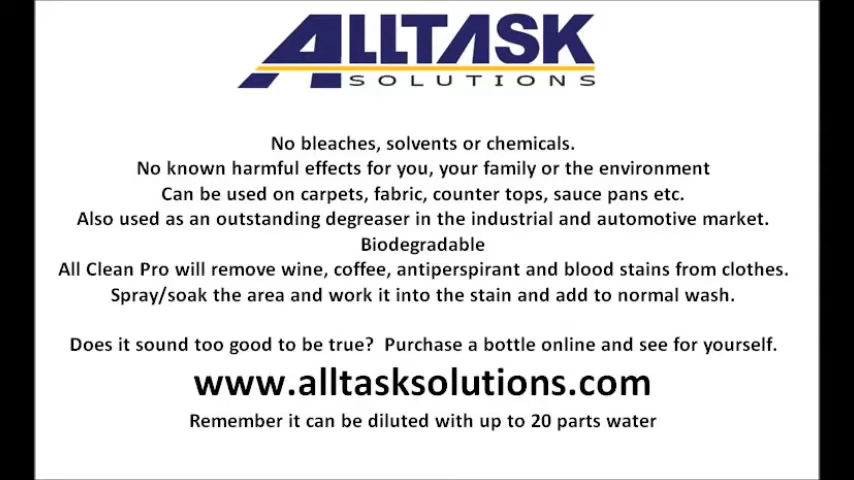 ALLTASK
SOLUTIONS
No bleaches, solvents or chemicals.
No known harmful effects for you, your family or the environment
Can be used on carpets, fabric, counter tops, sauce pans etc.
Also used as an outstanding degreaser in the industrial and automotive market.
Biodegradable
All Clean Pro will remove wine, coffee, antiperspirant and blood stains from clothes.
Spray/soak the area and work it into the stain and add to normal wash.
Does it sound too good to be true? Purchase a bottle online and see for yourself.
www.alltasksolutions.com
Remember it can be diluted with up to 20 parts water